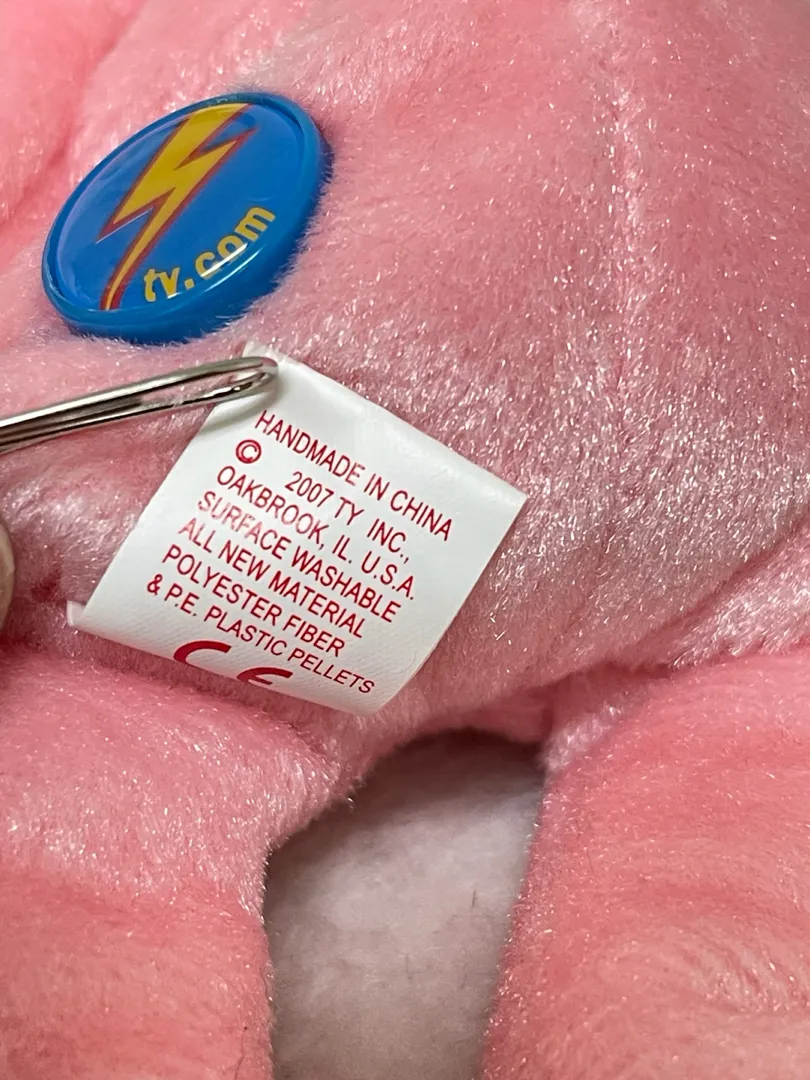 ty.com
HANDMADE IN CHINA
© 2007 TY INC.,
OAKBROOK, IL. U.S.A.
SURFACE WASHABLE
ALL NEW MATERIAL
POLYESTER FIBER
& P.E. PLASTIC PELLETS
CE